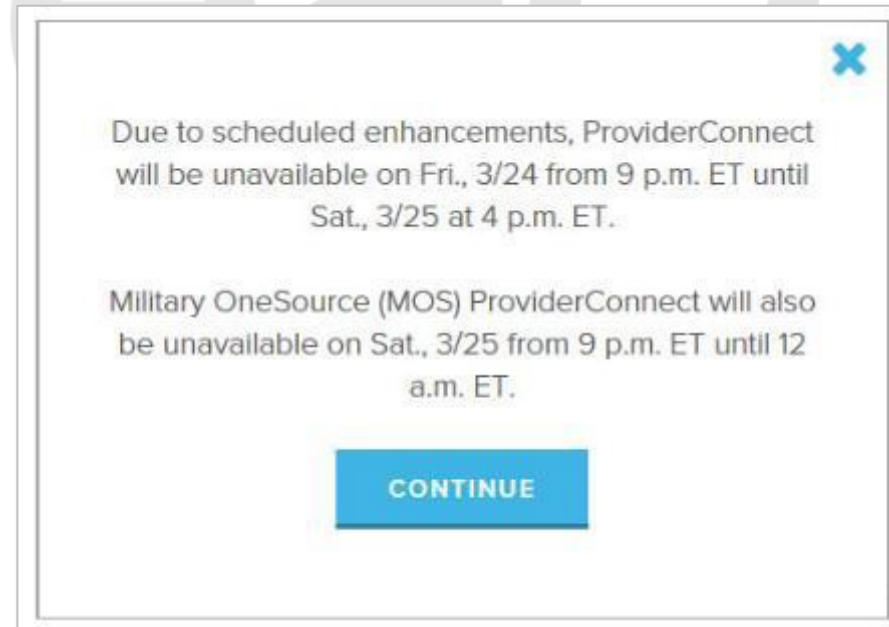 Due to scheduled enhancements, ProviderConnect
will be unavailable on Fri., 3/24 from 9 p.m. ET until
Sat., 3/25 at 4 p.m. ET.
Military OneSource (MOS) ProviderConnect will also
be unavailable on Sat., 3/25 from 9 p.m. ET until 12
a.m. ET.
CONTINUE